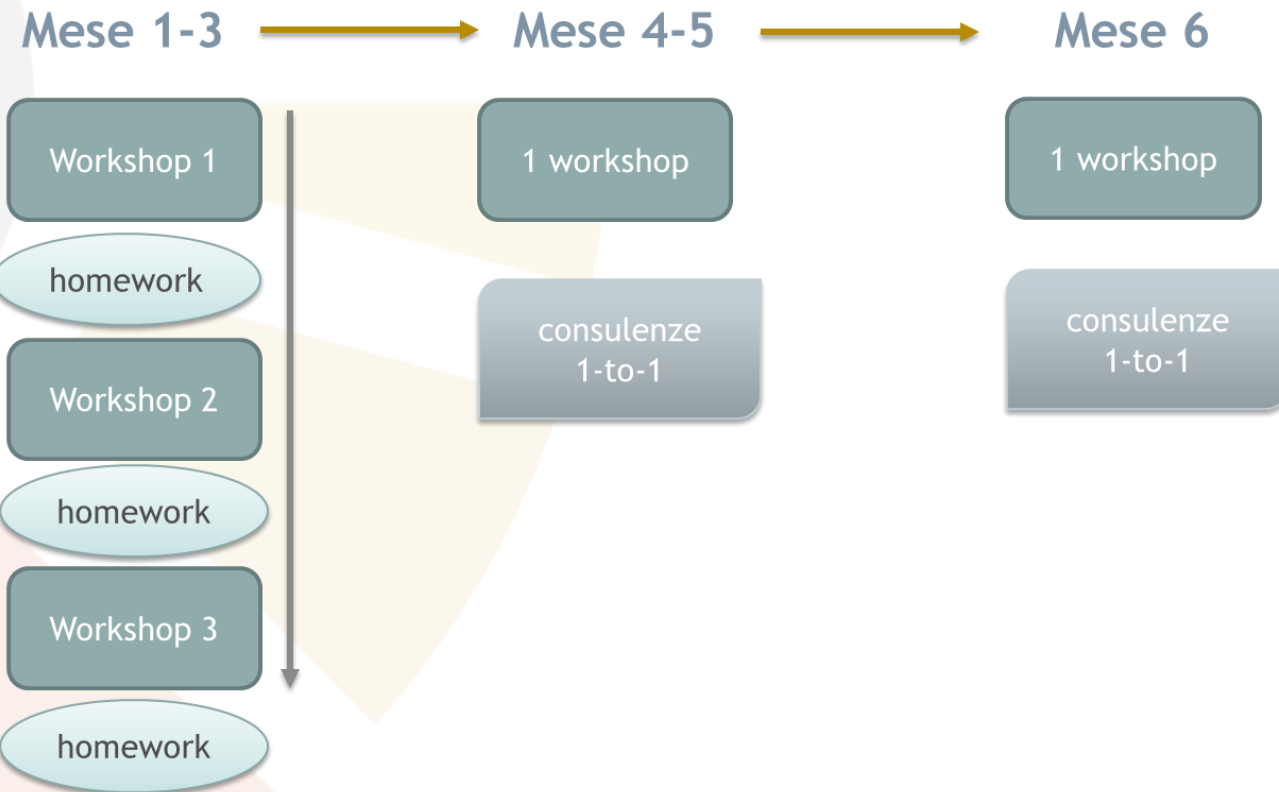 Mese 1-3
Mese 4-5
Mese 6
Workshop 1
homework
Workshop 2
homework
Workshop 3
homework
1 workshop
consulenze
1-to-1
1 workshop
consulenze
1-to-1